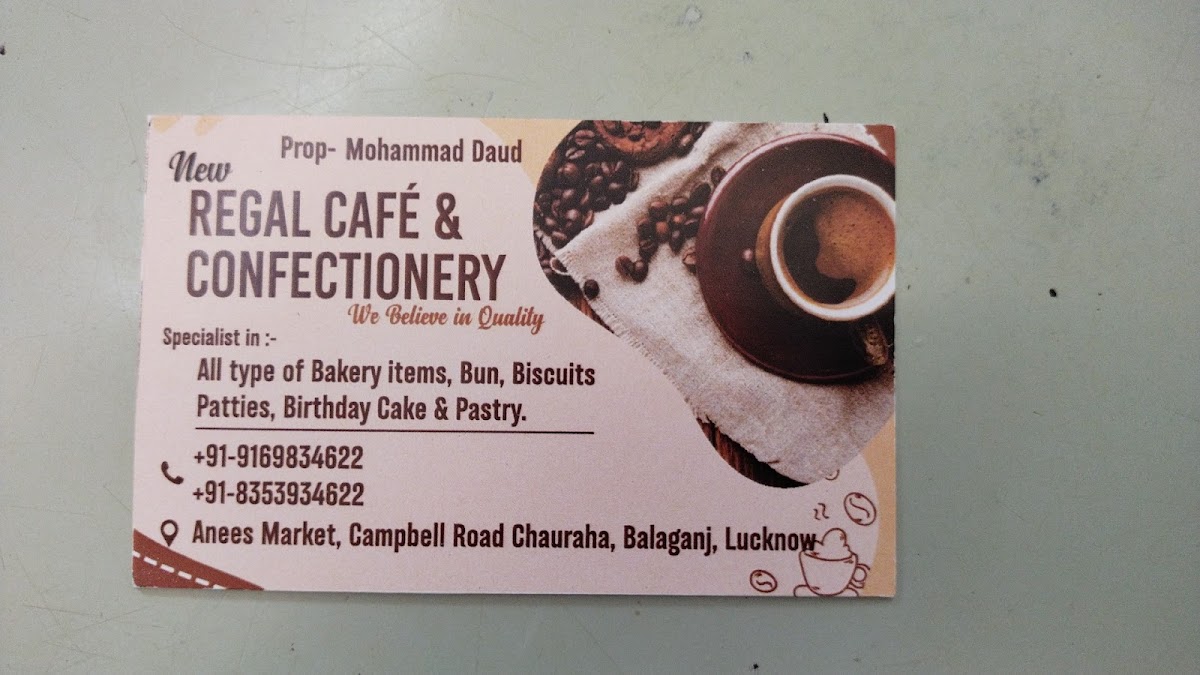 Prop- Mohammad Daud
New
REGAL CAFÉ &
CONFECTIONERY
We Believe in Quality
Specialist in :-
All type of Bakery items, Bun, Biscuits
Patties, Birthday Cake & Pastry.
+91-9169834622
+91-8353934622
Anees Market, Campbell Road Chauraha, Balaganj, Lucknow